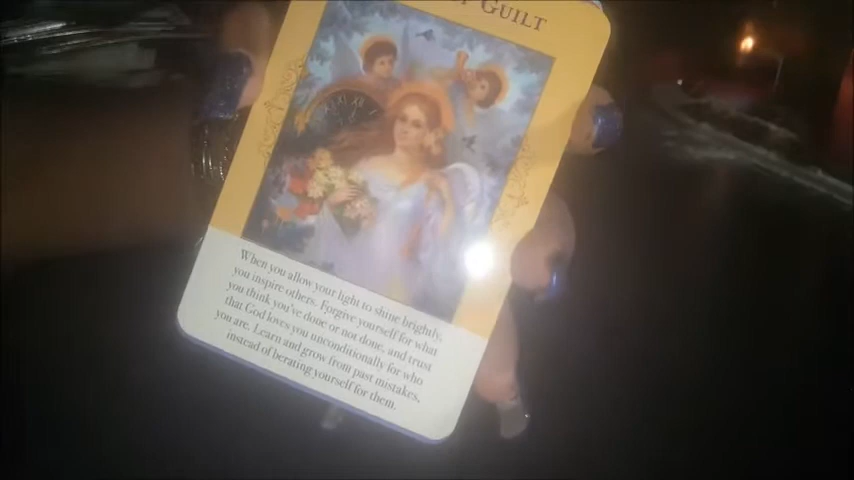 GUILT
When you allow your light to shine brightly,
you inspire others. Forgive yourself for what
you think you've done or not done, and trust
that God loves you unconditionally for who
you are. Learn and grow from past mistakes,
instead of berating yourself for them.